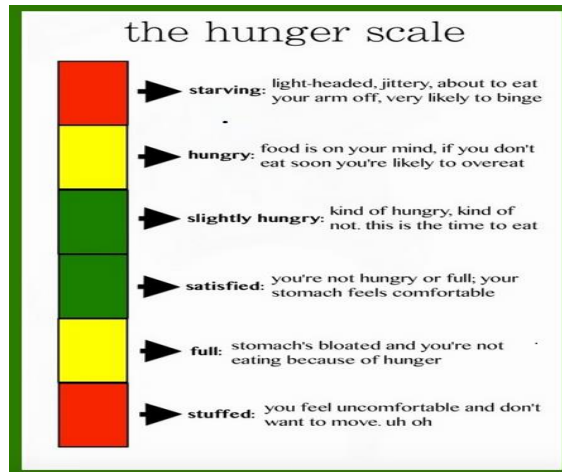 the hunger scale
starving: light-headed, jittery, about to eat
your arm off, very likely to binge
hungry: food is on your mind, if you don't
eat soon you're likely to overeat
slightly hungry: kind of hungry, kind of
not. this is the time to eat
satisfied: you're not hungry or full; your
stomach feels comfortable
full: stomach's bloated and you're not
eating because of hunger
stuffed: you feel uncomfortable and don't
want to move. uh oh